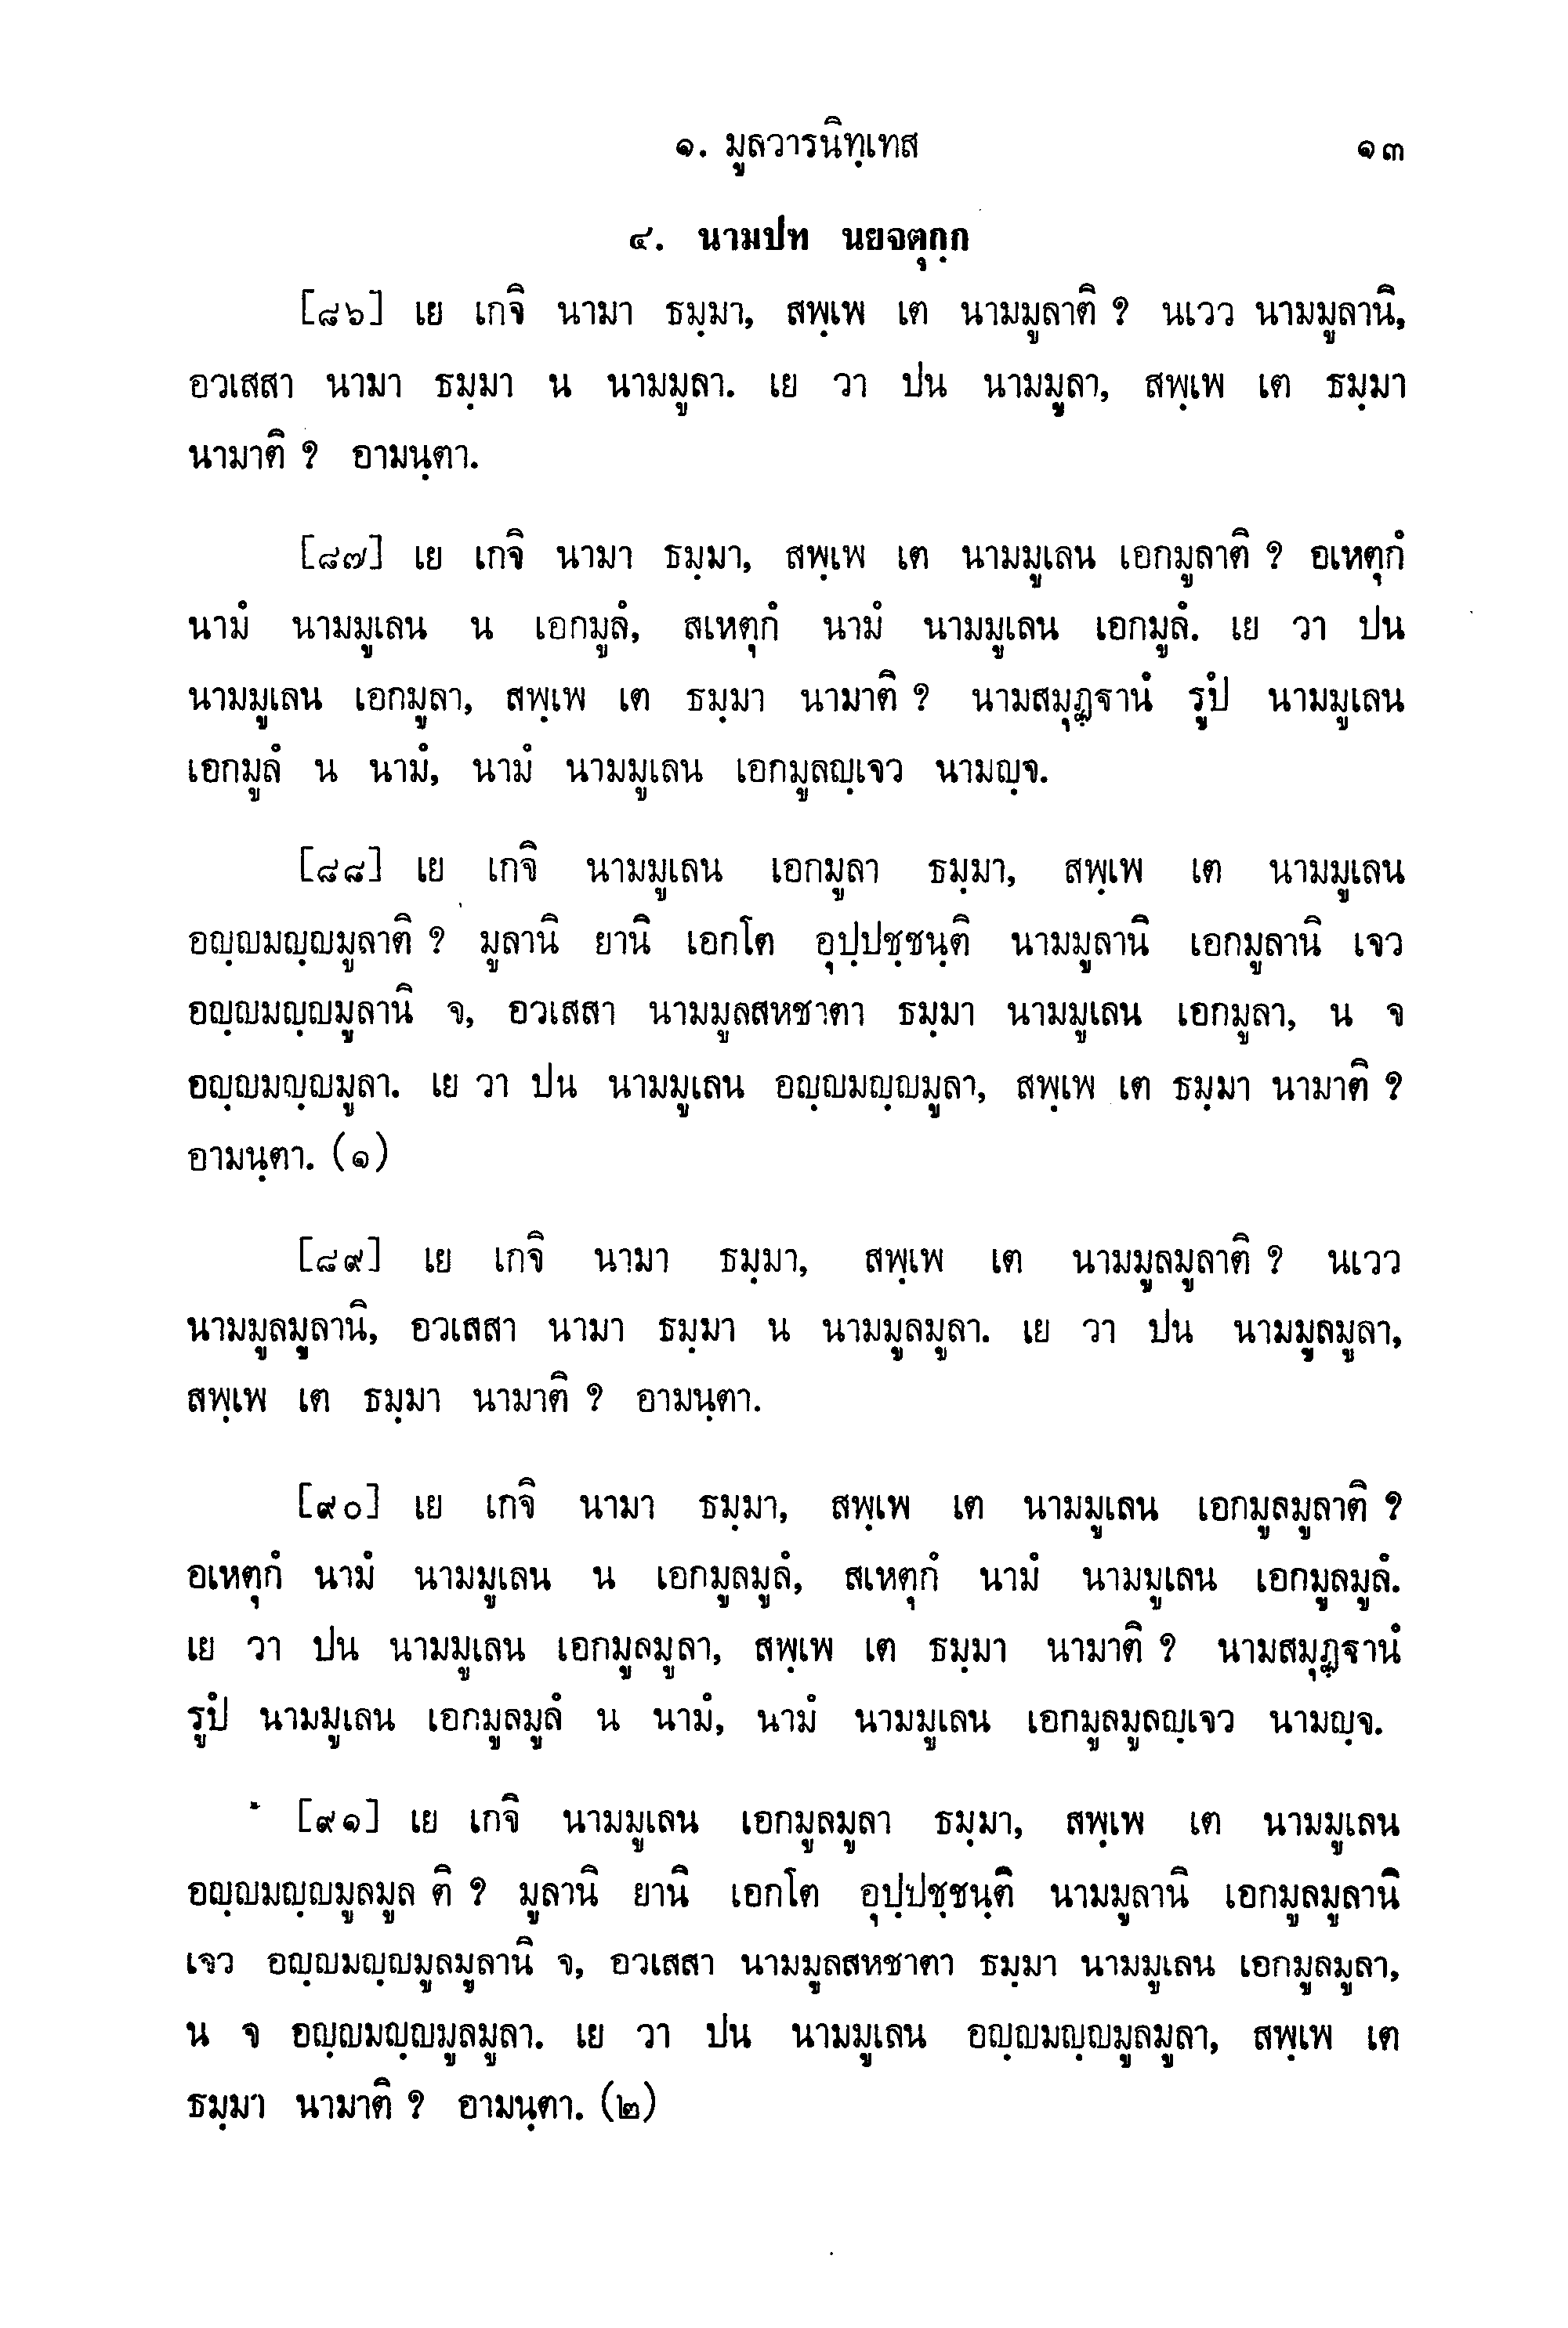 ๑. มูลวารนิทฺเทส ๑๓
๔. นามปท นยจตุกฺก
[๘๖] เย เกจิ นามา ธมฺมา, สพฺเพ เต นามมูลาติ ? นเวว นามมูลานิ,
อวเสสา นามา ธมฺมา น นามมูลา. เย วา ปน นามมูลา, สพฺเพ เต ธมฺมา
นามาติ ? อามนฺตา.
[๘๗] เย เกจิ นามา ธมฺมา, สพฺเพ เต นามมูเลน เอกมูลาติ ? อเหตุกํ
นามํ นามมูเลน น เอกมูลํ, สเหตุกํ นามํ นามมูเลน เอกมูลํ. เย วา ปน
นามมูเลน เอกมูลา, สพฺเพ เต ธมฺมา นามาติ ? นามสมุฏฺฐานํ รูปํ นามมูเลน
เอกมูลํ น นามํ, นามํ นามมูเลน เอกมูลญฺเจว นามญฺจ.
[๘๘] เย เกจิ นามมูเลน เอกมูลา ธมฺมา, สพฺเพ เต นามมูเลน
อญฺญมญฺญมูลาติ ? มูลานิ ยานิ เอกโต อุปฺปชฺชนฺติ นามมูลานิ เอกมูลานิ เจว
อญฺญมญฺญมูลานิ จ, อวเสสา นามมูลสหชาตา ธมฺมา นามมูเลน เอกมูลา, น จ
อญฺญมญฺญมูลา. เย วา ปน นามมูเลน อญฺญมญฺญมูลา, สพฺเพ เต ธมฺมา นามาติ ?
อามนฺตา. (๑)
[๘๙] เย เกจิ นามา ธมฺมา, สพฺเพ เต นามมูลมูลาติ ? นเวว
นามมูลมูลานิ, อวเสสา นามา ธมฺมา น นามมูลมูลา. เย วา ปน นามมูลมูลา,
สพฺเพ เต ธมฺมา นามาติ ? อามนฺตา.
[๙๐] เย เกจิ นามา ธมฺมา, สพฺเพ เต นามมูเลน เอกมูลมูลาติ ?
อเหตุกํ นามํ นามมูเลน น เอกมูลมูลํ, สเหตุกํ นามํ นามมูเลน เอกมูลมูลํ.
เย วา ปน นามมูเลน เอกมูลมูลา, สพฺเพ เต ธมฺมา นามาติ ? นามสมุฏฺฐานํ
รูปํ นามมูเลน เอกมูลมูลํ น นามํ, นามํ นามมูเลน เอกมูลมูลญฺเจว นามญฺจ.
[๙๑] เย เกจิ นามมูเลน เอกมูลมูลา ธมฺมา, สพฺเพ เต นามมูเลน
อญฺญมญฺญมูลมูล ติ ? มูลานิ ยานิ เอกโต อุปฺปชฺชนฺติ นามมูลานิ เอกมูลมูลานิ
เจว อญฺญมญฺญมูลมูลานิ จ, อวเสสา นามมูลสหชาตา ธมฺมา นามมูเลน เอกมูลมูลา,
น จ อญฺญมญฺญมูลมูลา. เย วา ปน นามมูเลน อญฺญมญฺญมูลมูลา, สพฺเพ เต
ธมฺมา นามาติ ? อามนฺตา. (๒)